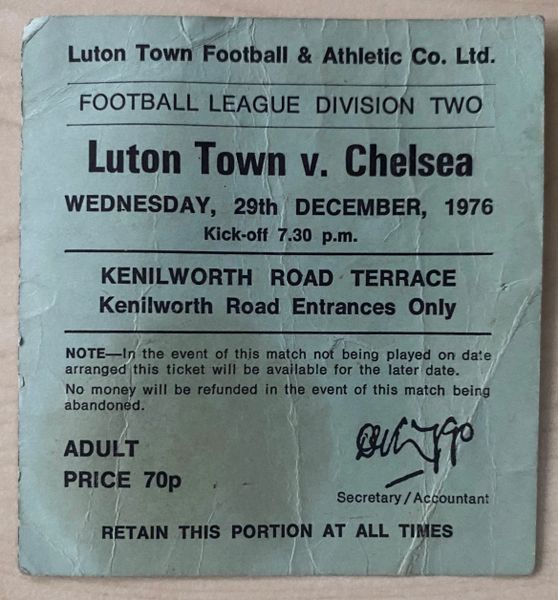 Luton Town Football & Athletic Co. Ltd.
FOOTBALL LEAGUE DIVISION TWO
Luton Town v. Chelsea
WEDNESDAY, 29th DECEMBER, 1976
Kick-off 7.30 p.m.
KENILWORTH ROAD TERRACE
Kenilworth Road Entrances Only
NOTE—In the event of this match not being played on date
arranged this ticket will be available for the later date.
No money will be refunded in the event of this match being
abandoned.
ADULT
PRICE 70p
Secretary/Accountant
RETAIN THIS PORTION AT ALL TIMES